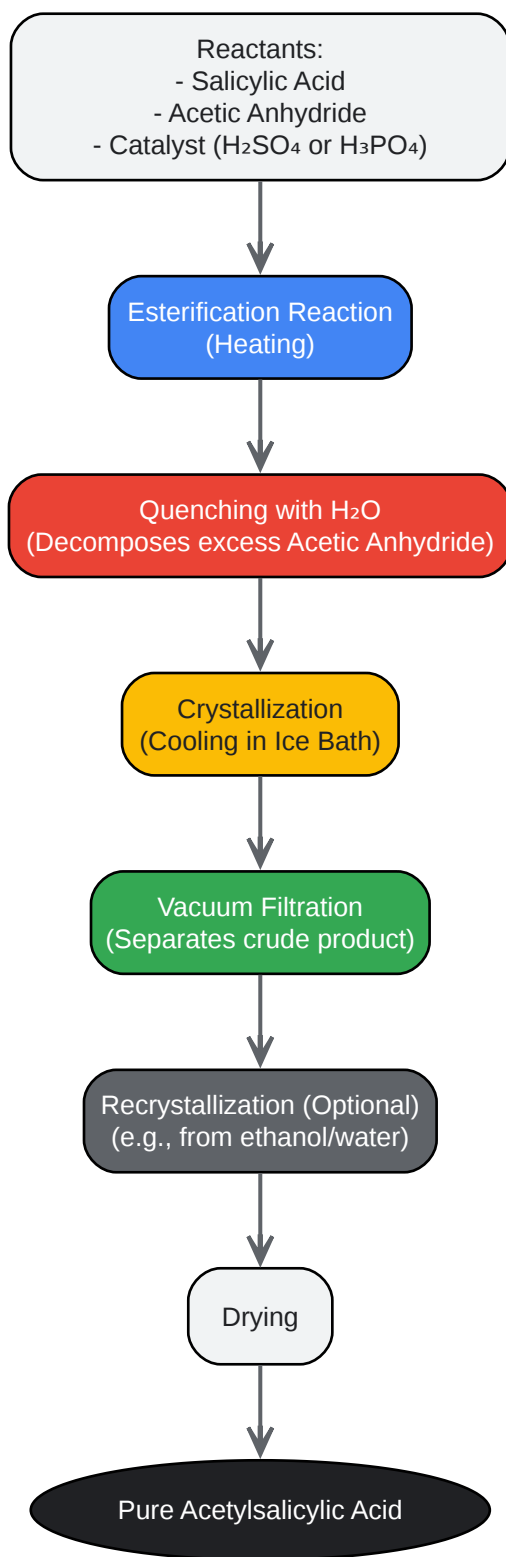 Reactants:
- Salicylic Acid
- Acetic Anhydride
- Catalyst (H₂SO₄ or H₃PO₄)
Esterification Reaction
(Heating)
Quenching with H₂O
(Decomposes excess Acetic Anhydride)
Crystallization
(Cooling in Ice Bath)
Vacuum Filtration
(Separates crude product)
Recrystallization (Optional)
(e.g., from ethanol/water)
Drying
Pure Acetylsalicylic Acid